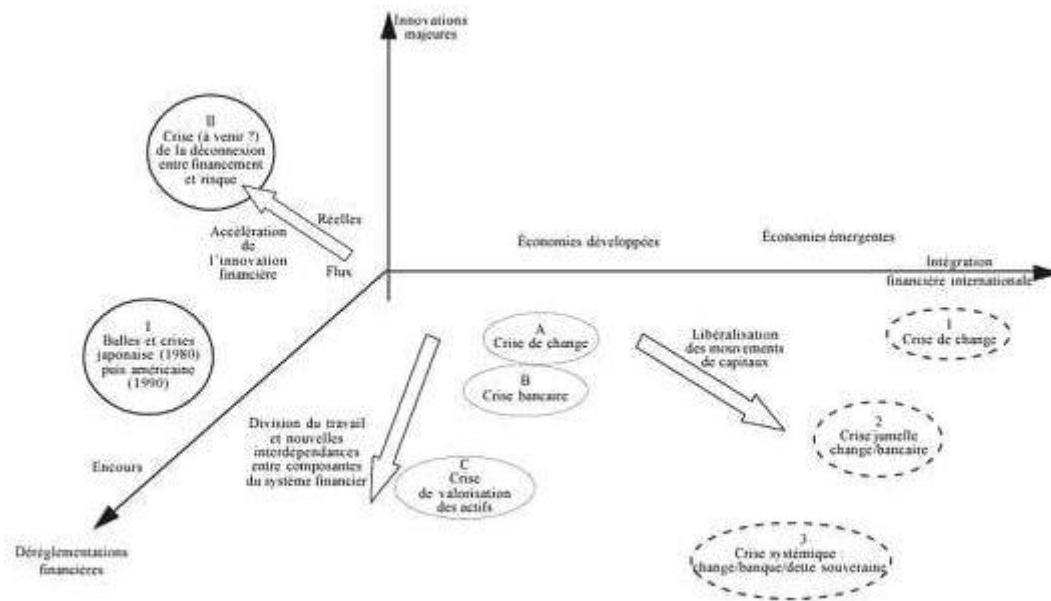 Innovations
majeures
II
Crise (à venir ?)
de la déconnexion
entre financement
et risque
Réelles
Accélération
de
l'innovation
financière
Flux
Économies développées
Économies émergentes
Intégration
financière internationale
I
Bulles et crises
japonaise (1980)
puis américaine
(1990)
A
Crise de change
B
Crise bancaire
Libéralisation
des mouvements
de capitaux
1
Crise de change
2
Crise jumelle
change/bancaire
Division du travail
et nouvelles
interdépendances
entre composantes
du système financier
C
Crise
de valorisation
des actifs
Encours
3
Crise systémique :
change/banque/dette souveraine
Déréglementations
financières